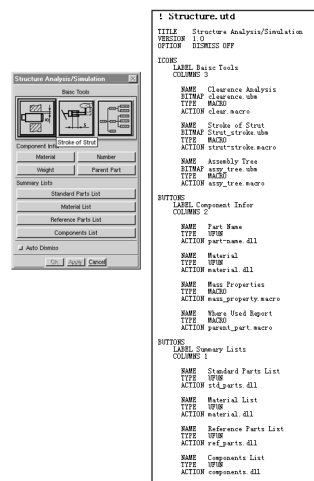 Structure Analysis/Simulation
Basic Tools
Stroke of Strut
Component Info
Material Number
Weight Parent Part
Summary Lists
Standard Parts List
Material List
Reference Parts List
Components List
Auto Dismiss
OK Apply Cancel
! Structure.utd
TITLE Structure Analysis/Simulation
VERSION 1.0
OPTION DISMISS OFF
ICONS
LABEL Baisc Tools
COLUMNS 3
NAME Clearence Analysis
BITMAP clearence.ubm
TYPE MACRO
ACTION clear.macro
NAME Stroke of Strut
BITMAP Strut_stroke.ubm
TYPE MACRO
ACTION strut-stroke.macro
NAME Assembly Tree
BITMAP assy_tree.ubm
TYPE MACRO
ACTION assy_tree.macro
BUTTONS
LABEL Component Infor
COLUMNS 2
NAME Part Name
TYPE UFUN
ACTION part-name.dll
NAME Material
TYPE UFUN
ACTION material.dll
NAME Mass Properties
TYPE MACRO
ACTION mass_property.macro
NAME Where Used Report
TYPE MACRO
ACTION parent_part.macro
BUTTONS
LABEL Summary Lists
COLUMNS 1
NAME Standard Parts List
TYPE UFUN
ACTION std_parts.dll
NAME Material List
TYPE UFUN
ACTION material.dll
NAME Reference Parts List
TYPE UFUN
ACTION ref_parts.dll
NAME Components List
TYPE UFUN
ACTION components.dll